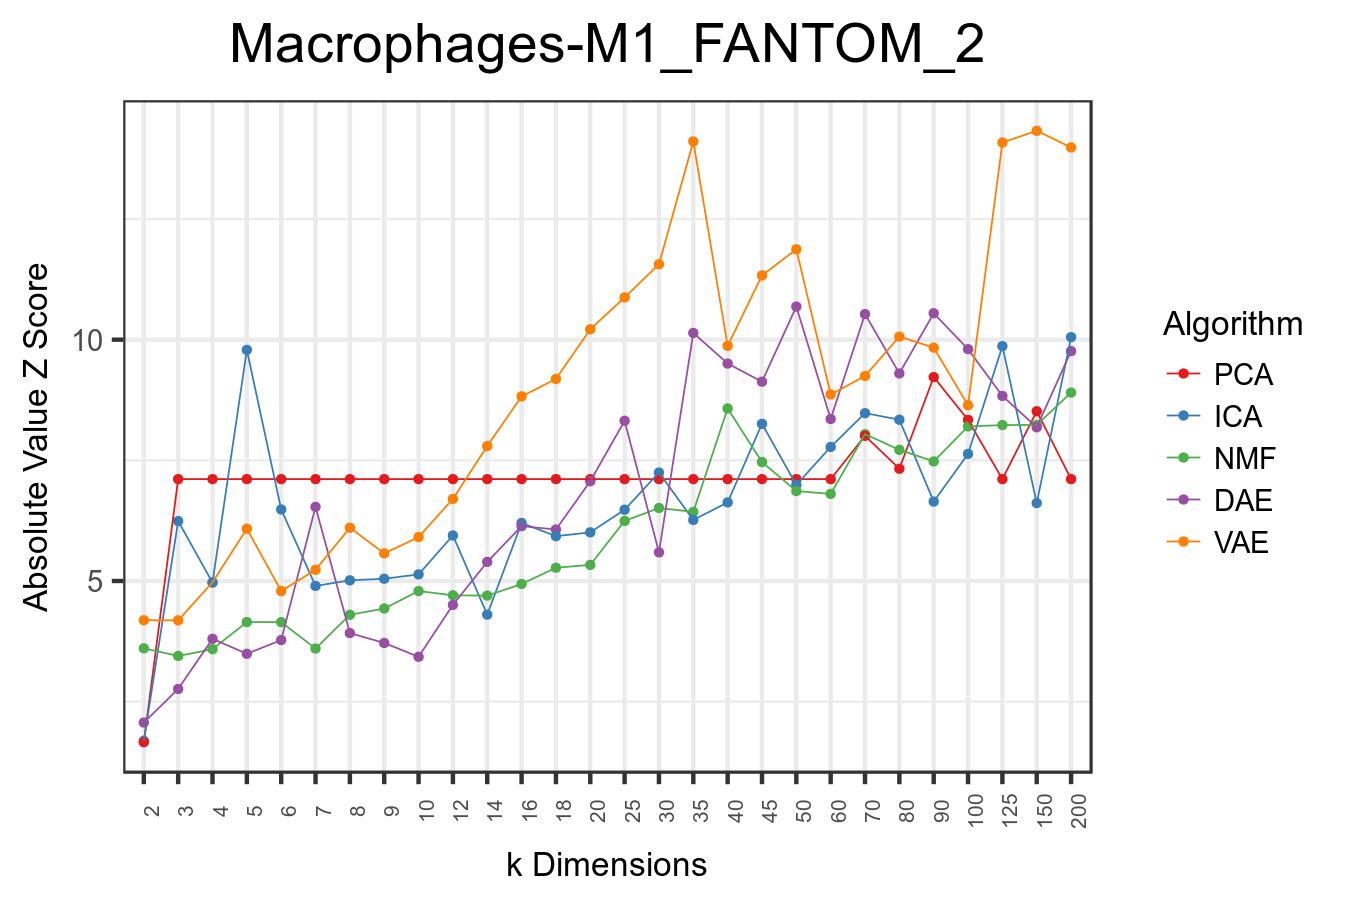 Macrophages-M1_FANTOM_2
Absolute Value Z Score
10
5
2 3 4 5 6 7 8 9 10 12 14 16 18 20 25 30 35 40 45 50 60 70 80 90 100 125 150 200
k Dimensions
Algorithm
PCA
ICA
NMF
DAE
VAE